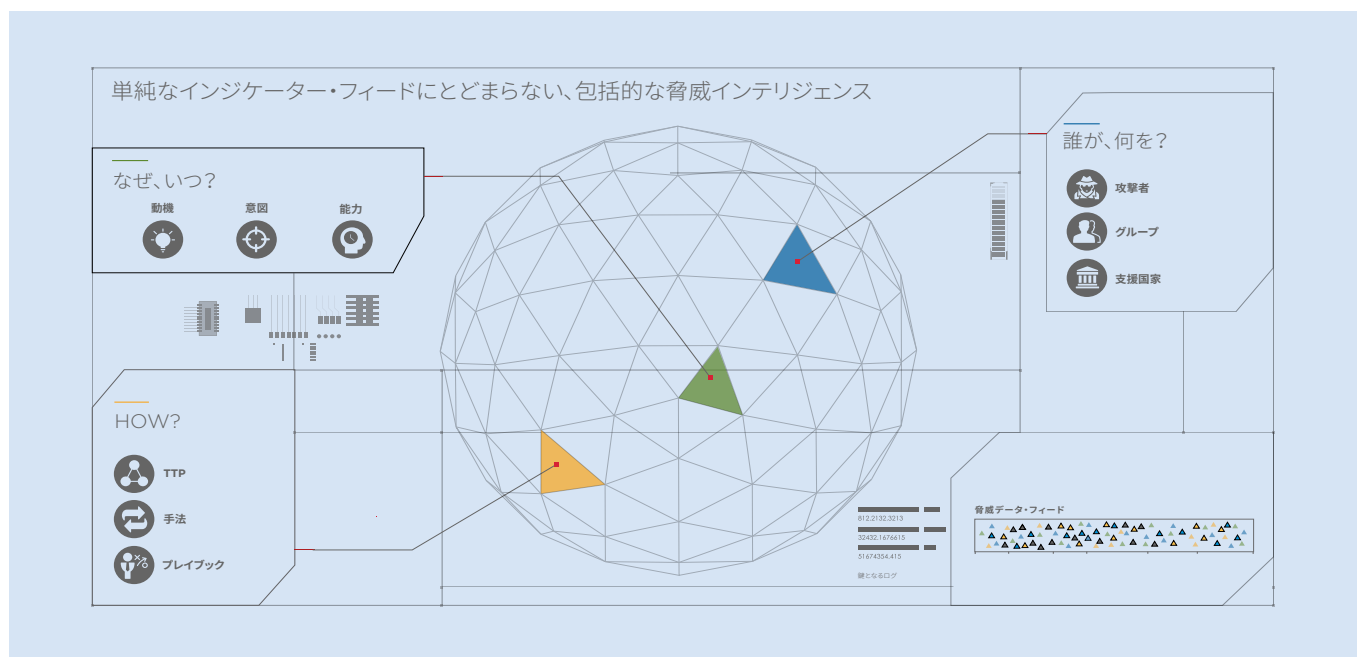 単純なインジケーター・フィードにとどまらない、包括的な脅威インテリジェンス
なぜ、いつ？
動機
意図
能力
誰が、何を？
攻撃者
グループ
支援国家
HOW?
TTP
手法
プレイブック
812.2132.3213
32432.1676615
51674354.415
鍵となるログ
脅威データ・フィード